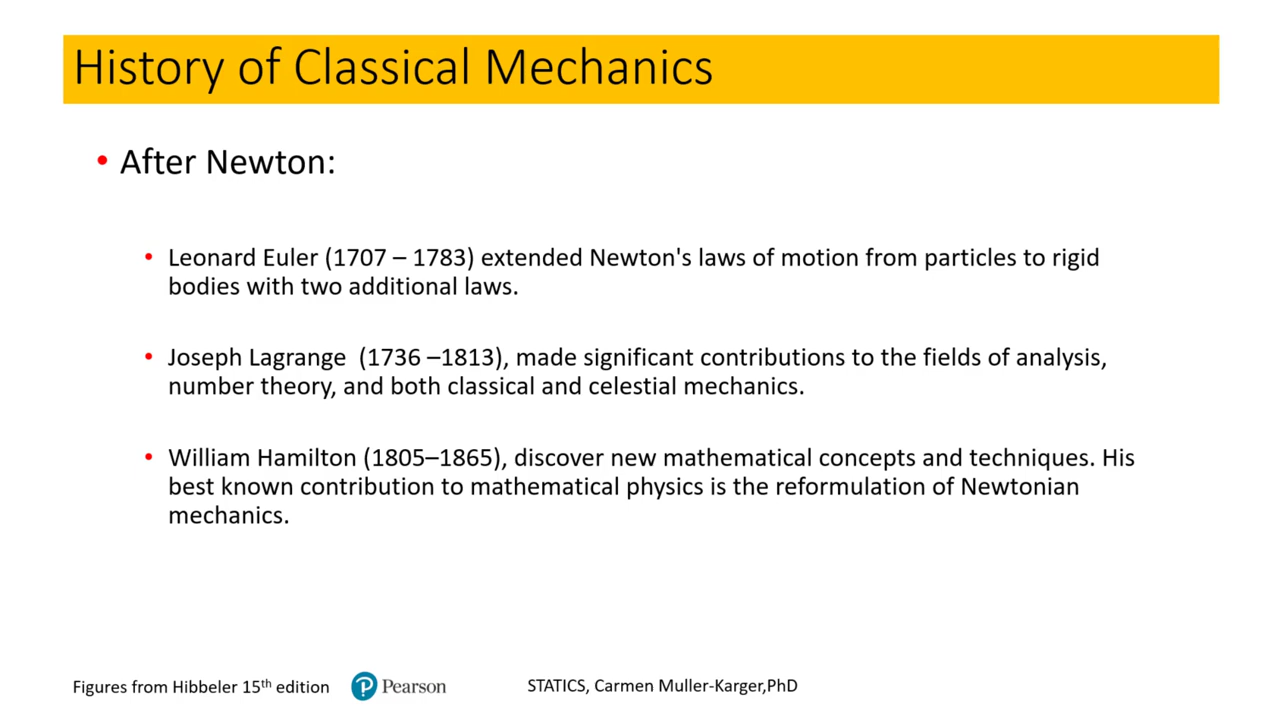 History of Classical Mechanics
• After Newton:
• Leonard Euler (1707 – 1783) extended Newton's laws of motion from particles to rigid
bodies with two additional laws.
• Joseph Lagrange (1736 –1813), made significant contributions to the fields of analysis,
number theory, and both classical and celestial mechanics.
• William Hamilton (1805–1865), discover new mathematical concepts and techniques. His
best known contribution to mathematical physics is the reformulation of Newtonian
mechanics.
Figures from Hibbeler 15th edition
P Pearson
STATICS, Carmen Muller-Karger,PhD